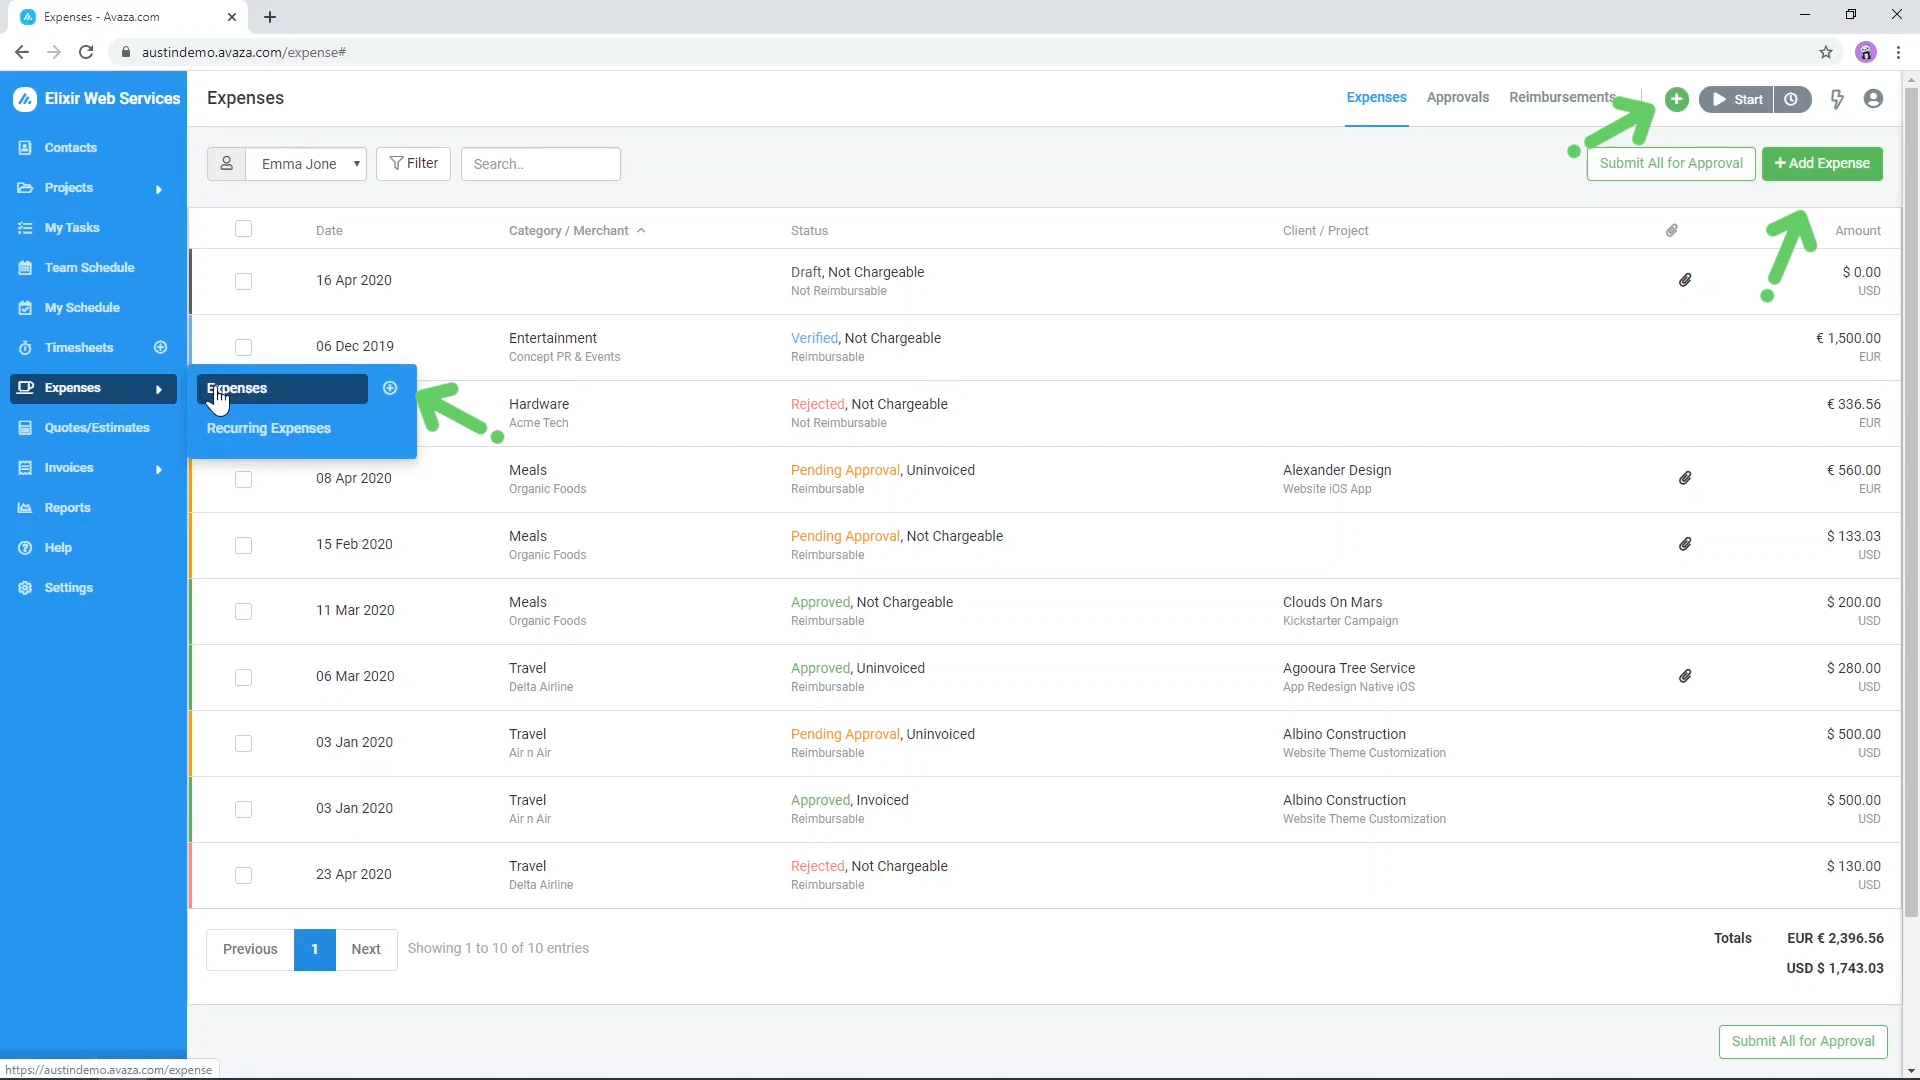 Expenses - Avaza.com
austindemo.avaza.com/expense#
Elixir Web Services
Expenses
Expenses
Approvals
Reimbursements
Start
Contacts
Projects
My Tasks
Team Schedule
My Schedule
Timesheets
Expenses
Quotes/Estimates
Invoices
Reports
Help
Settings
Expenses
Recurring Expenses
Emma Jone
Filter
Search..
Submit All for Approval
+ Add Expense
Date
Category / Merchant
Status
Client / Project
Amount
16 Apr 2020
Draft, Not Chargeable
Not Reimbursable
$ 0.00
USD
06 Dec 2019
Entertainment
Concept PR & Events
Verified, Not Chargeable
Reimbursable
€ 1,500.00
EUR
Hardware
Acme Tech
Rejected, Not Chargeable
Not Reimbursable
€ 336.56
EUR
08 Apr 2020
Meals
Organic Foods
Pending Approval, Uninvoiced
Reimbursable
Alexander Design
Website iOS App
€ 560.00
EUR
15 Feb 2020
Meals
Organic Foods
Pending Approval, Not Chargeable
Reimbursable
$ 133.03
USD
11 Mar 2020
Meals
Organic Foods
Approved, Not Chargeable
Reimbursable
Clouds On Mars
Kickstarter Campaign
$ 200.00
USD
06 Mar 2020
Travel
Delta Airline
Approved, Uninvoiced
Reimbursable
Agooura Tree Service
App Redesign Native iOS
$ 280.00
USD
03 Jan 2020
Travel
Air n Air
Pending Approval, Uninvoiced
Reimbursable
Albino Construction
Website Theme Customization
$ 500.00
USD
03 Jan 2020
Travel
Air n Air
Approved, Invoiced
Reimbursable
Albino Construction
Website Theme Customization
$ 500.00
USD
23 Apr 2020
Travel
Delta Airline
Rejected, Not Chargeable
Reimbursable
$ 130.00
USD
Previous
1
Next
Showing 1 to 10 of 10 entries
Totals
EUR € 2,396.56
USD $ 1,743.03
Submit All for Approval
https://austindemo.avaza.com/expense